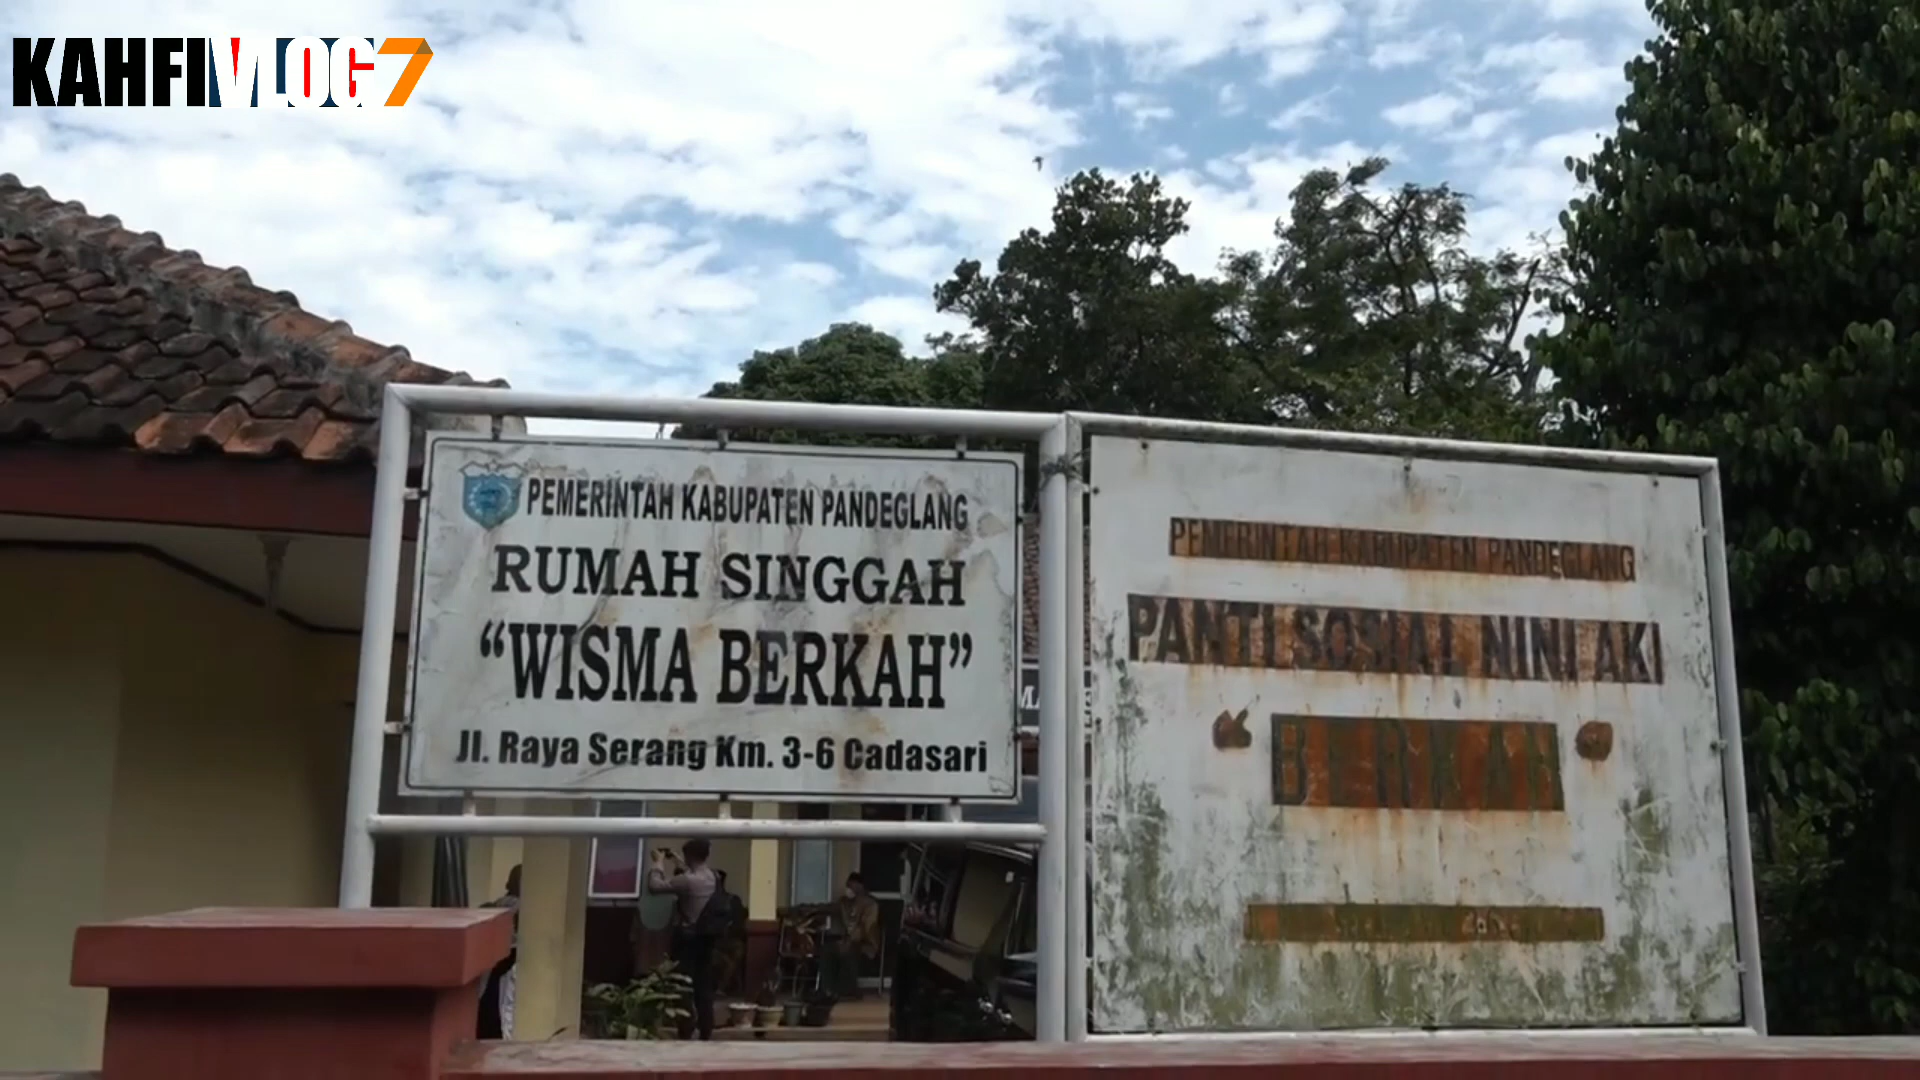 KAHFIVLOG7
PEMERINTAH KABUPATEN PANDEGLANG
RUMAH SINGGAH
“WISMA BERKAH”
Jl. Raya Serang Km. 3-6 Cadasari
PEMERINTAH KABUPATEN PANDEGLANG
PANTI SOSIAL NINI AKI
“BERKAH”